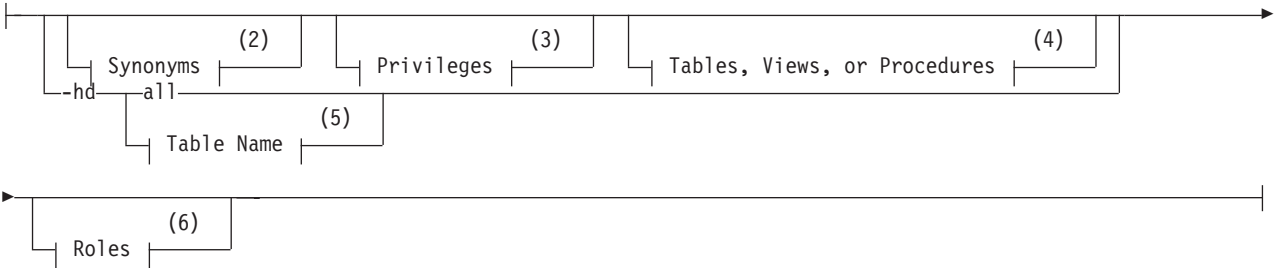 (2) (3) (4)
Synonyms Privileges Tables, Views, or Procedures
-hd all
(5)
Table Name
(6)
Roles